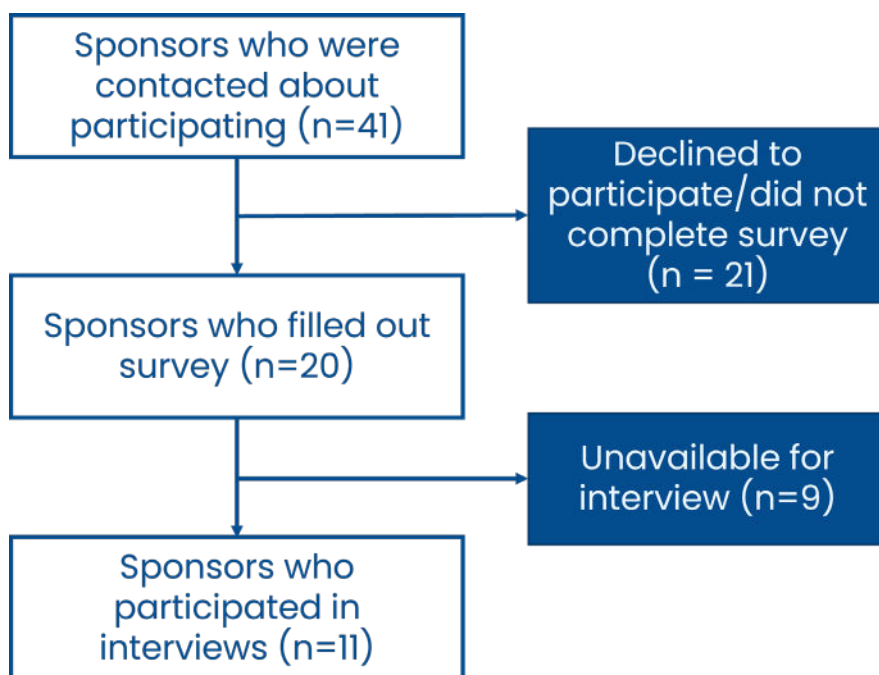 Sponsors who were
contacted about
participating (n=41)
Declined to
participate/did not
complete survey
(n = 21)
Sponsors who filled out
survey (n=20)
Unavailable for
interview (n=9)
Sponsors who
participated in
interviews (n=11)